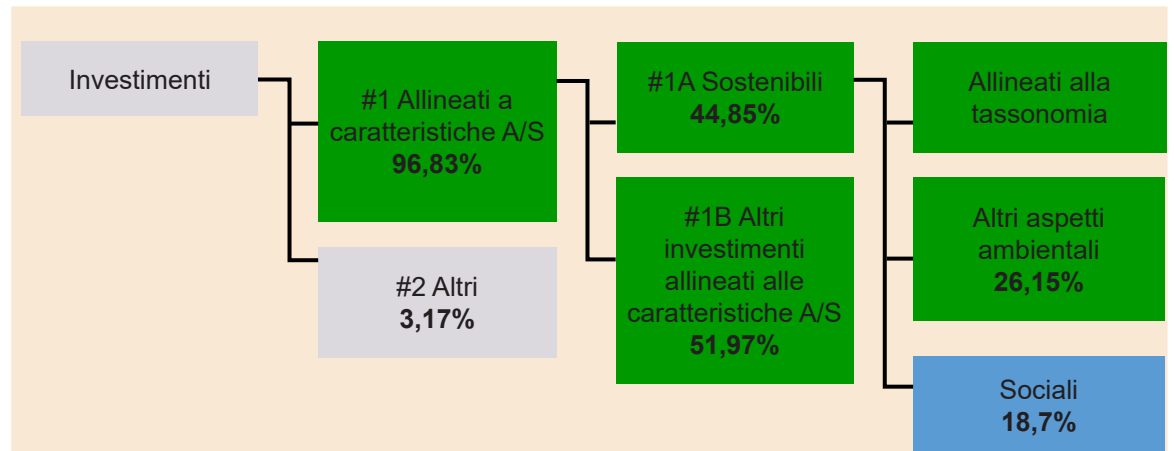 Investimenti
#1 Allineati a
caratteristiche A/S
96,83%
#2 Altri
3,17%
#1A Sostenibili
44,85%
#1B Altri
investimenti
allineati alle
caratteristiche A/S
51,97%
Allineati alla
tassonomia
Altri aspetti
ambientali
26,15%
Sociali
18,7%